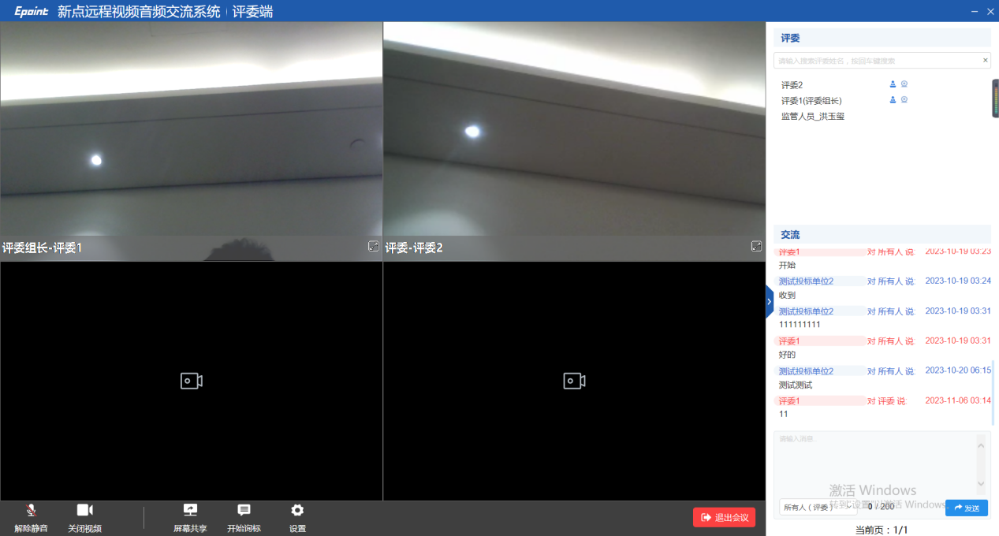 Epoint 新点远程视频音频交流系统 评委端
评委组长-评委1
评委-评委2
解除静音 关闭视频 屏幕共享 开始询标 设置 退出会议
评委
请输入搜索评委姓名，按回车键搜索
评委2
评委1(评委组长)
监管人员_洪玉玺
交流
评委1 对 所有人 说: 2023-10-19 03:23
开始
测试投标单位2 对 所有人 说: 2023-10-19 03:24
收到
测试投标单位2 对 所有人 说: 2023-10-19 03:31
111111111
评委1 对 所有人 说: 2023-10-19 03:31
好的
测试投标单位2 对 所有人 说: 2023-10-20 06:15
测试测试
评委1 对 评委 说: 2023-11-06 03:14
11
请输入消息...
激活 Windows
转到"设置"以激活 Windows
所有人（评委） 0 / 200 发送
当前页：1/1